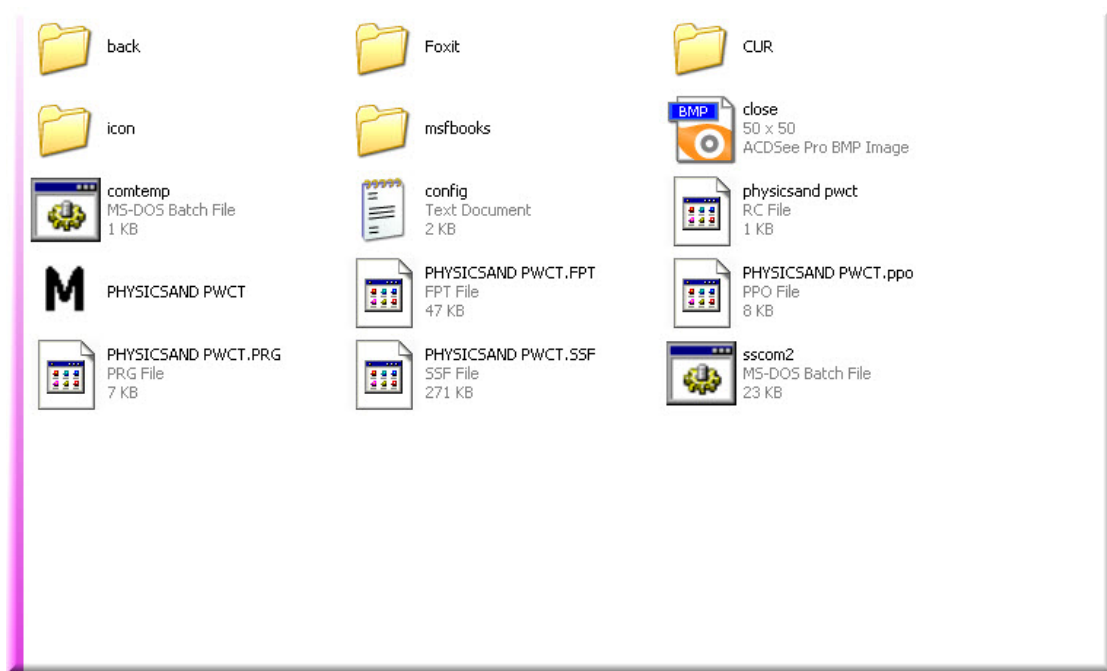 back
Foxit
CUR
icon
msfbooks
BMP
close
50 x 50
ACDSee Pro BMP Image
comtemp
MS-DOS Batch File
1 KB
config
Text Document
2 KB
physicsand pwct
RC File
1 KB
M
PHYSICSAND PWCT
PHYSICSAND PWCT.FPT
FPT File
47 KB
PHYSICSAND PWCT.ppo
PPO File
8 KB
PHYSICSAND PWCT.PRG
PRG File
7 KB
PHYSICSAND PWCT.SSF
SSF File
271 KB
sscom2
MS-DOS Batch File
23 KB